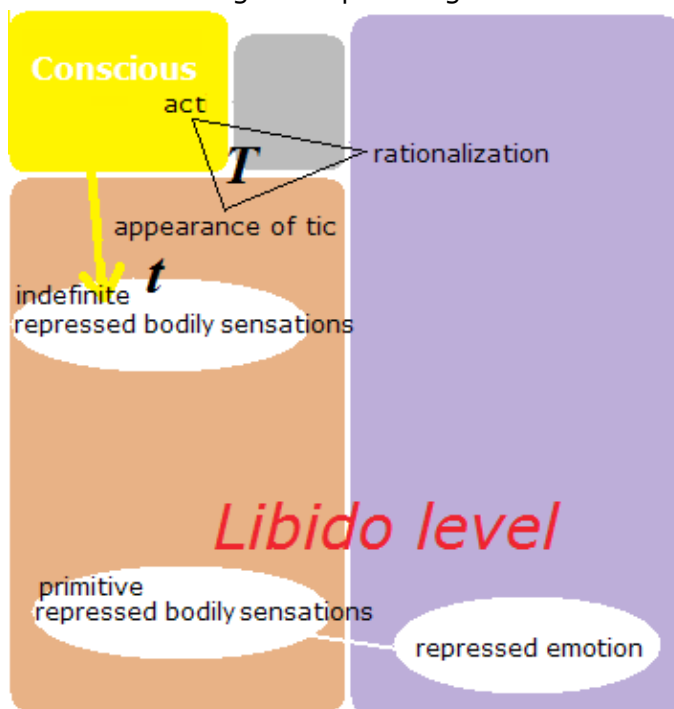 Conscious
act
T
rationalization
appearance of tic
t
indefinite
repressed bodily sensations
Libido level
primitive
repressed bodily sensations
repressed emotion